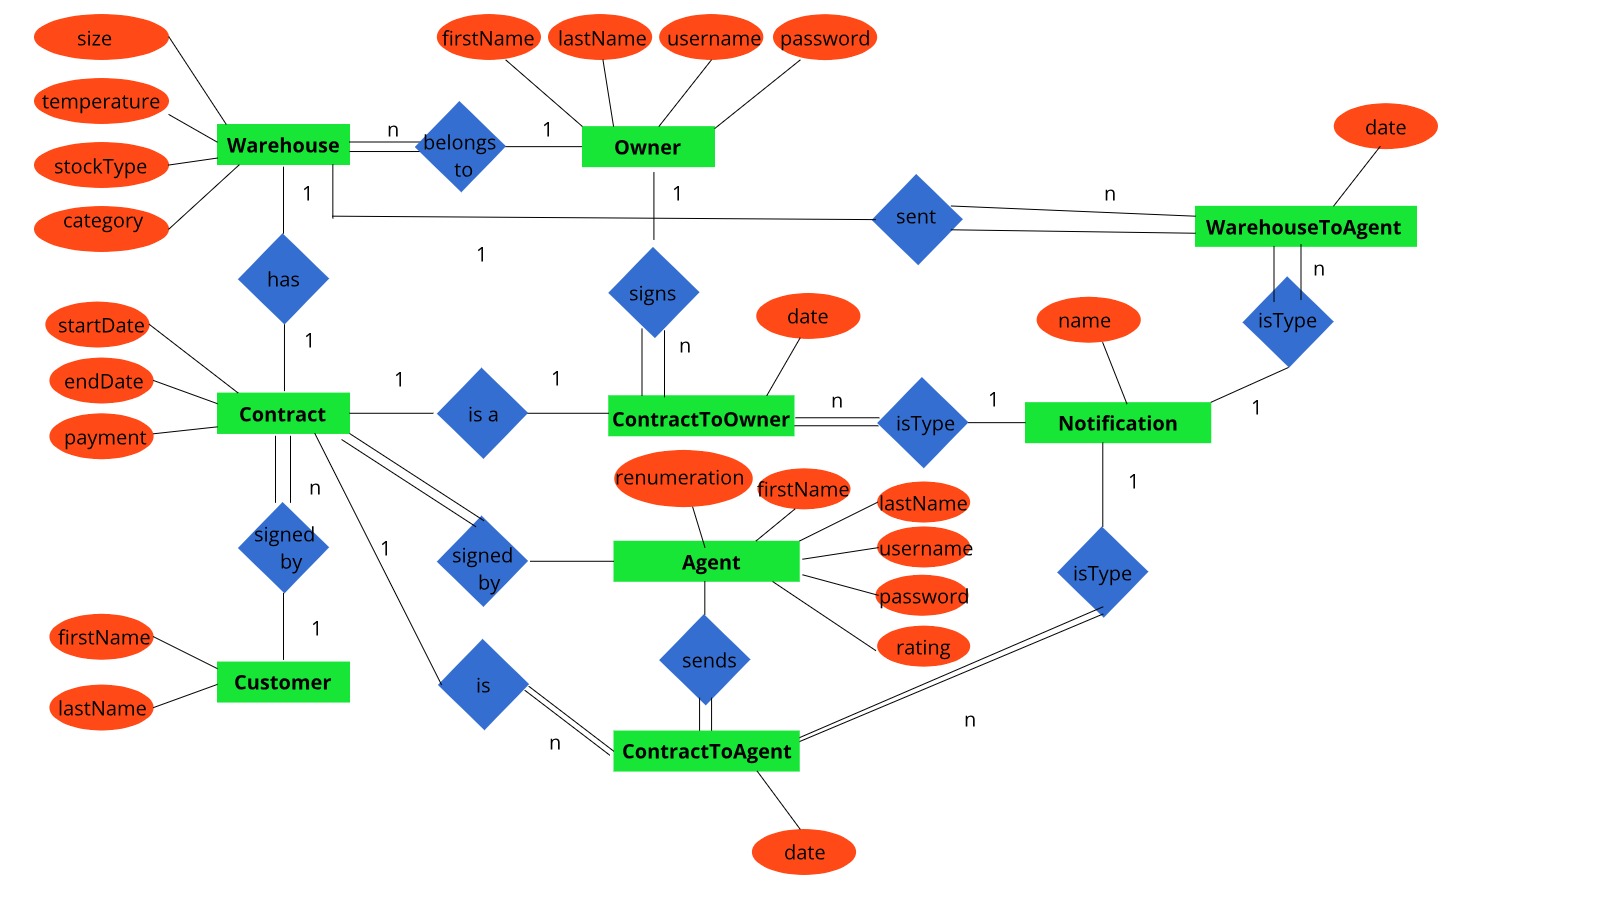 size
firstName
lastName
username
password
temperature
date
n
1
belongs
to
Warehouse
Owner
stockType
1
1
n
category
sent
WarehouseToAgent
1
has
n
signs
startDate
date
name
isType
1
n
endDate
1
1
n
1
1
Contract
is a
ContractToOwner
isType
Notification
payment
renumeration
firstName
1
n
lastName
signed
by
1
signed
by
Agent
username
isType
password
firstName
1
rating
sends
Customer
is
lastName
n
n
ContractToAgent
date